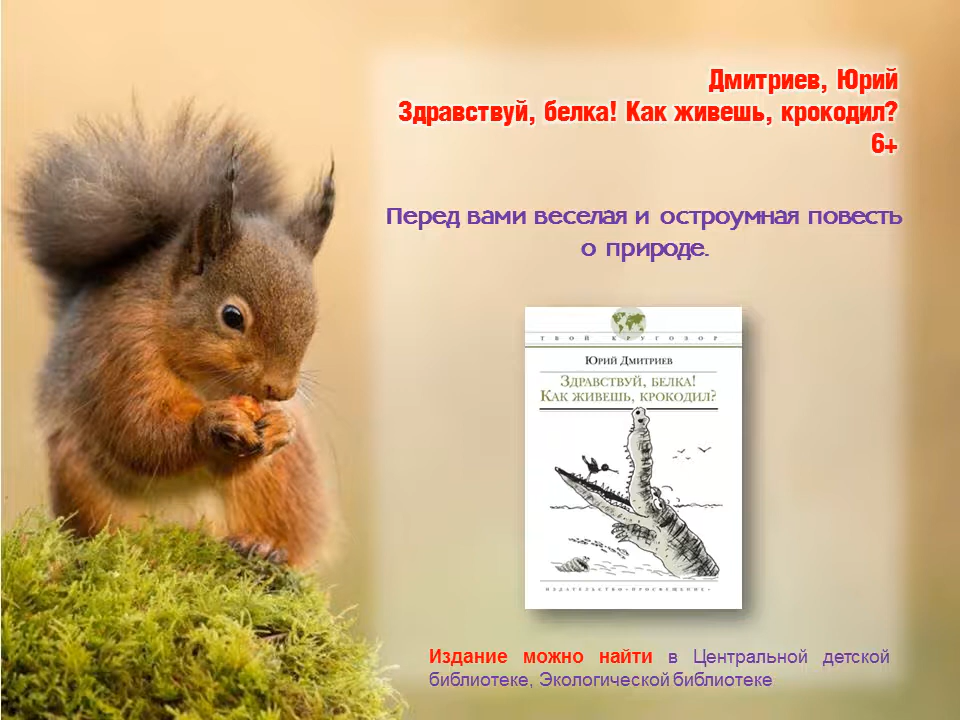 Дмитриев, Юрий
Здравствуй, белка! Как живешь, крокодил?
6+
Перед вами веселая и остроумная повесть
о природе.
ТВОЙ КРУГОЗОР
ЮРИЙ ДМИТРИЕВ
ЗДРАВСТВУЙ, БЕЛКА!
КАК ЖИВЕШЬ, КРОКОДИЛ?
ИЗДАТЕЛЬСТВО «ПРОСВЕЩЕНИЕ»
Издание можно найти в Центральной детской
библиотеке, Экологической библиотеке